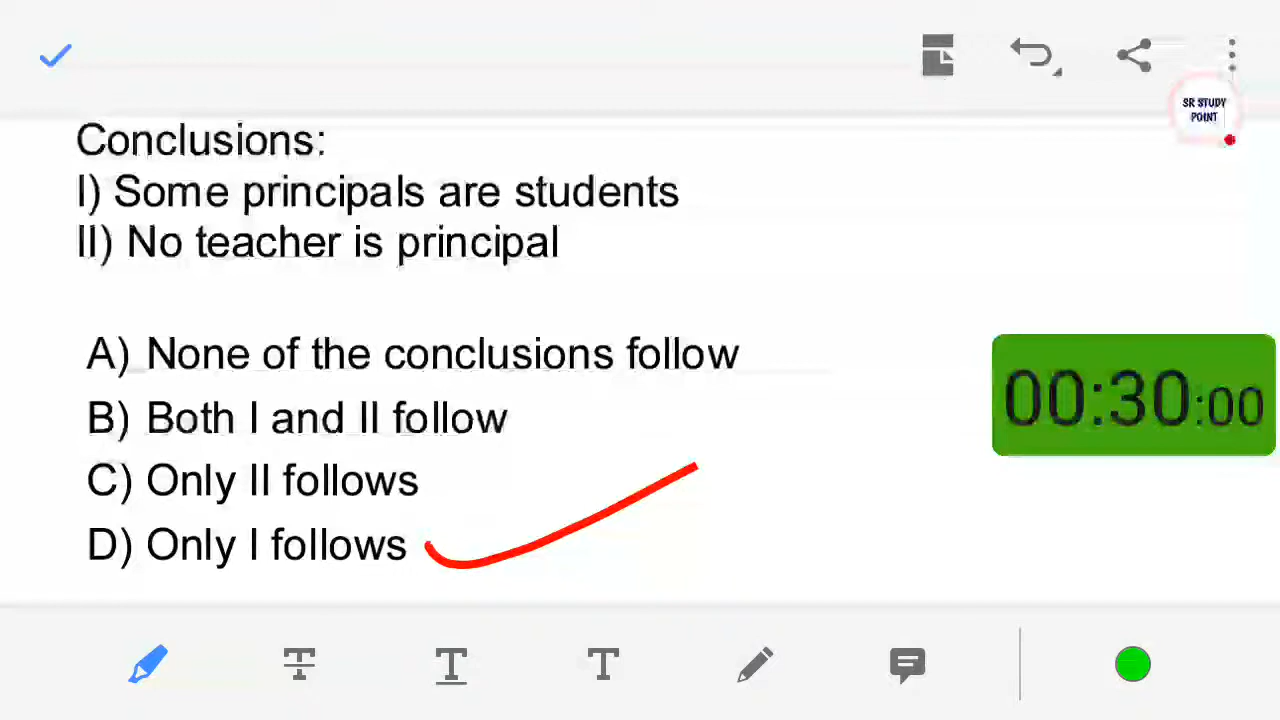 SR STUDY
POINT
Conclusions:
I) Some principals are students
II) No teacher is principal
A) None of the conclusions follow
B) Both I and II follow
C) Only II follows
D) Only I follows
00:30:00
T
T
T